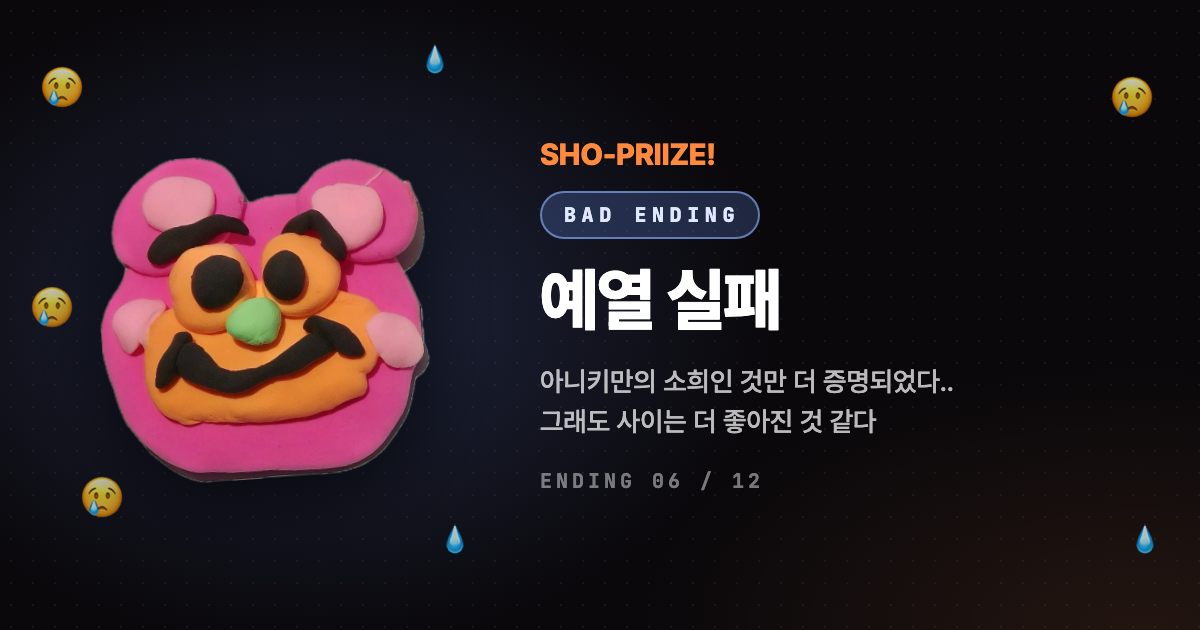 SHO-PRIIZE!
BAD ENDING
예열 실패
아니키만의 소희인 것만 더 증명되었다..
그래도 사이는 더 좋아진 것 같다
ENDING 06 / 12